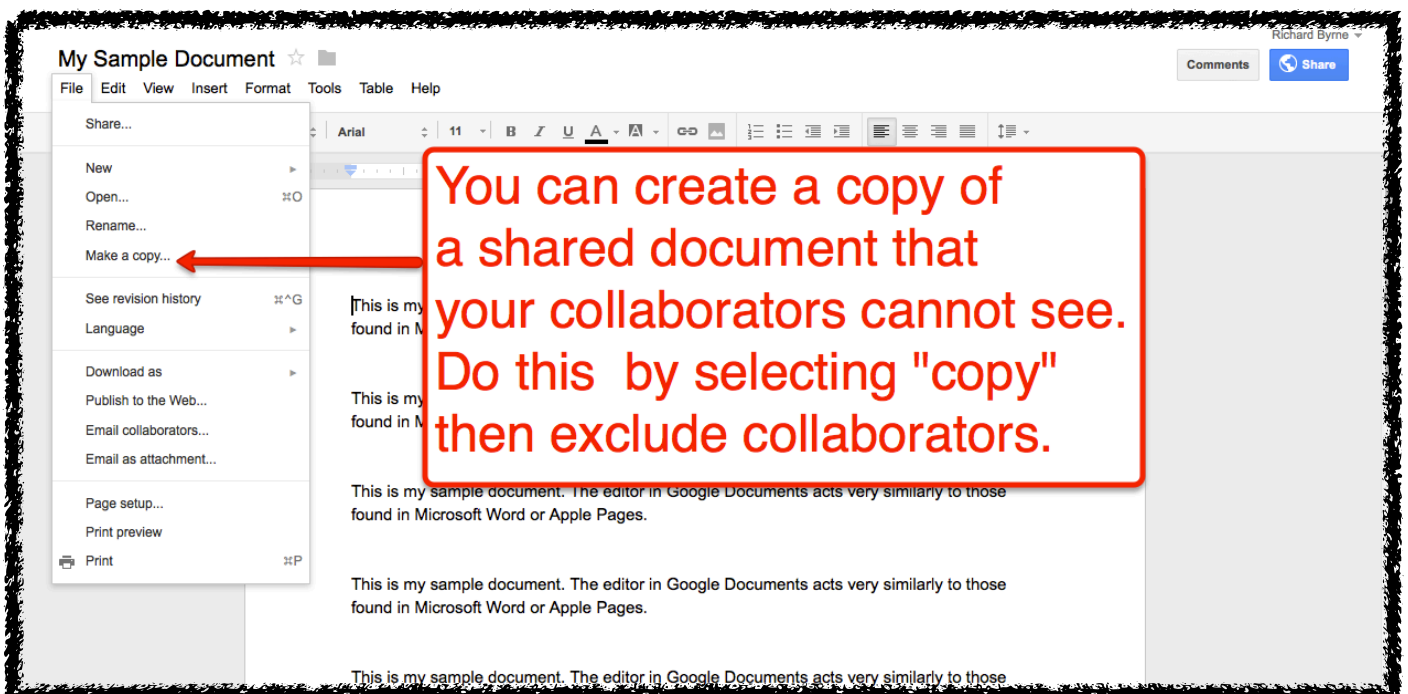 Richard Byrne
My Sample Document
Comments
Share
File Edit View Insert Format Tools Table Help
Share...
Arial 11 B I U A A
New
Open... ⌘O
Rename...
Make a copy...
See revision history ⌘^G
Language
Download as
Publish to the Web...
Email collaborators...
Email as attachment...
Page setup...
Print preview
Print ⌘P
You can create a copy of
a shared document that
your collaborators cannot see.
Do this by selecting "copy"
then exclude collaborators.
This is my
found in
This is my
found in
This is my sample document. The editor in Google Documents acts very similarly to those
found in Microsoft Word or Apple Pages.
This is my sample document. The editor in Google Documents acts very similarly to those
found in Microsoft Word or Apple Pages.
This is my sample document. The editor in Google Documents acts very similarly to those